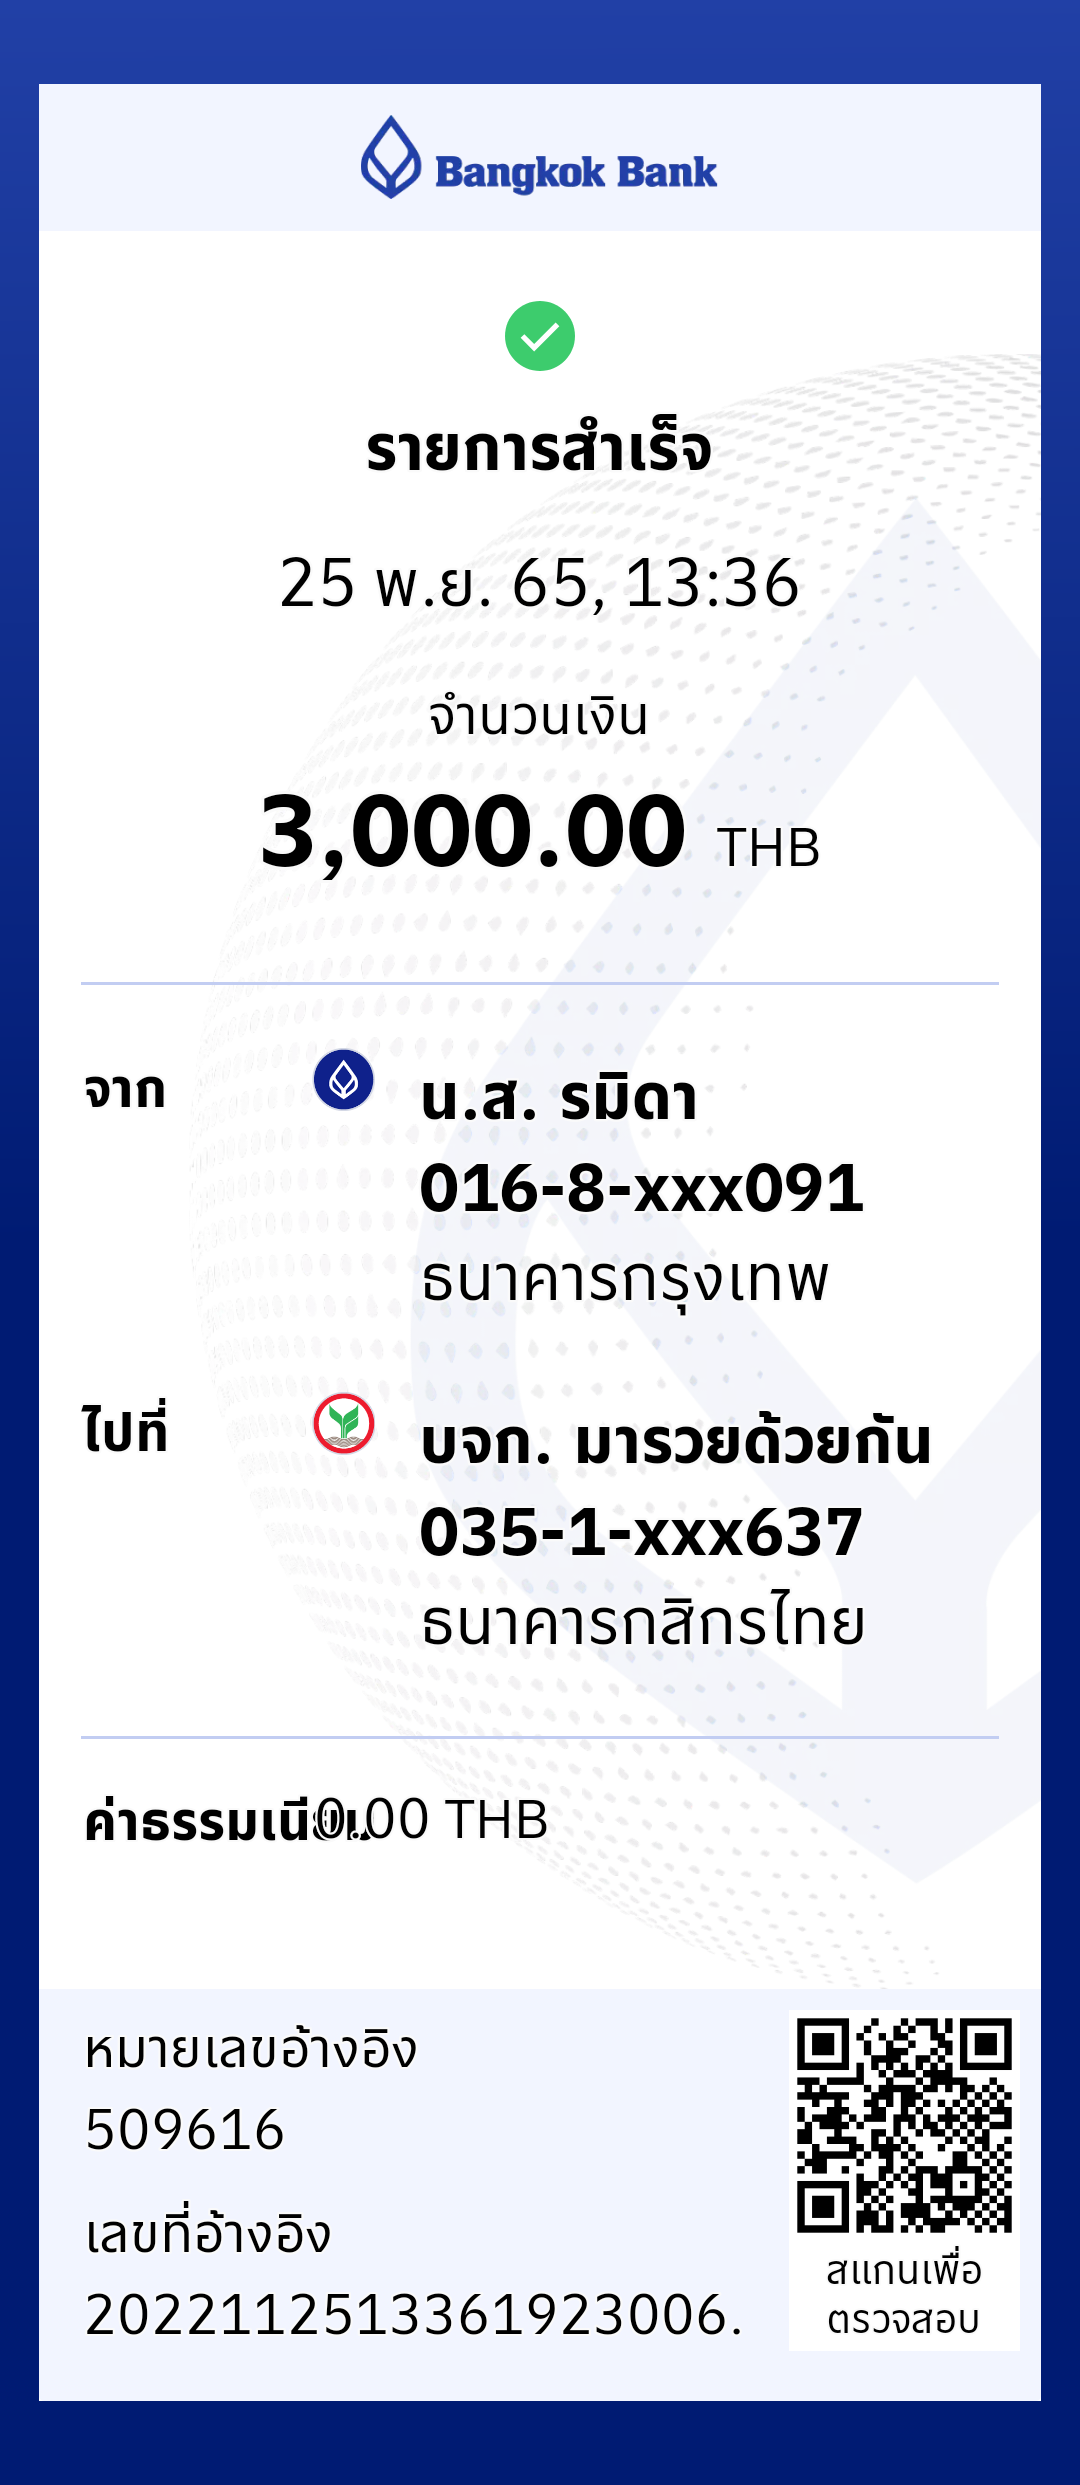 Bangkok Bank
รายการสำเร็จ
25 พ.ย. 65, 13:36
จำนวนเงิน
3,000.00 THB
จาก
น.ส. รมิดา
016-8-xxx091
ธนาคารกรุงเทพ
ไปที่
บจก. มารวยด้วยกัน
035-1-xxx637
ธนาคารกสิกรไทย
ค่าธรรมเนียม 0.00 THB
หมายเลขอ้างอิง
509616
เลขที่อ้างอิง
2022112513361923006.
สแกนเพื่อ
ตรวจสอบ